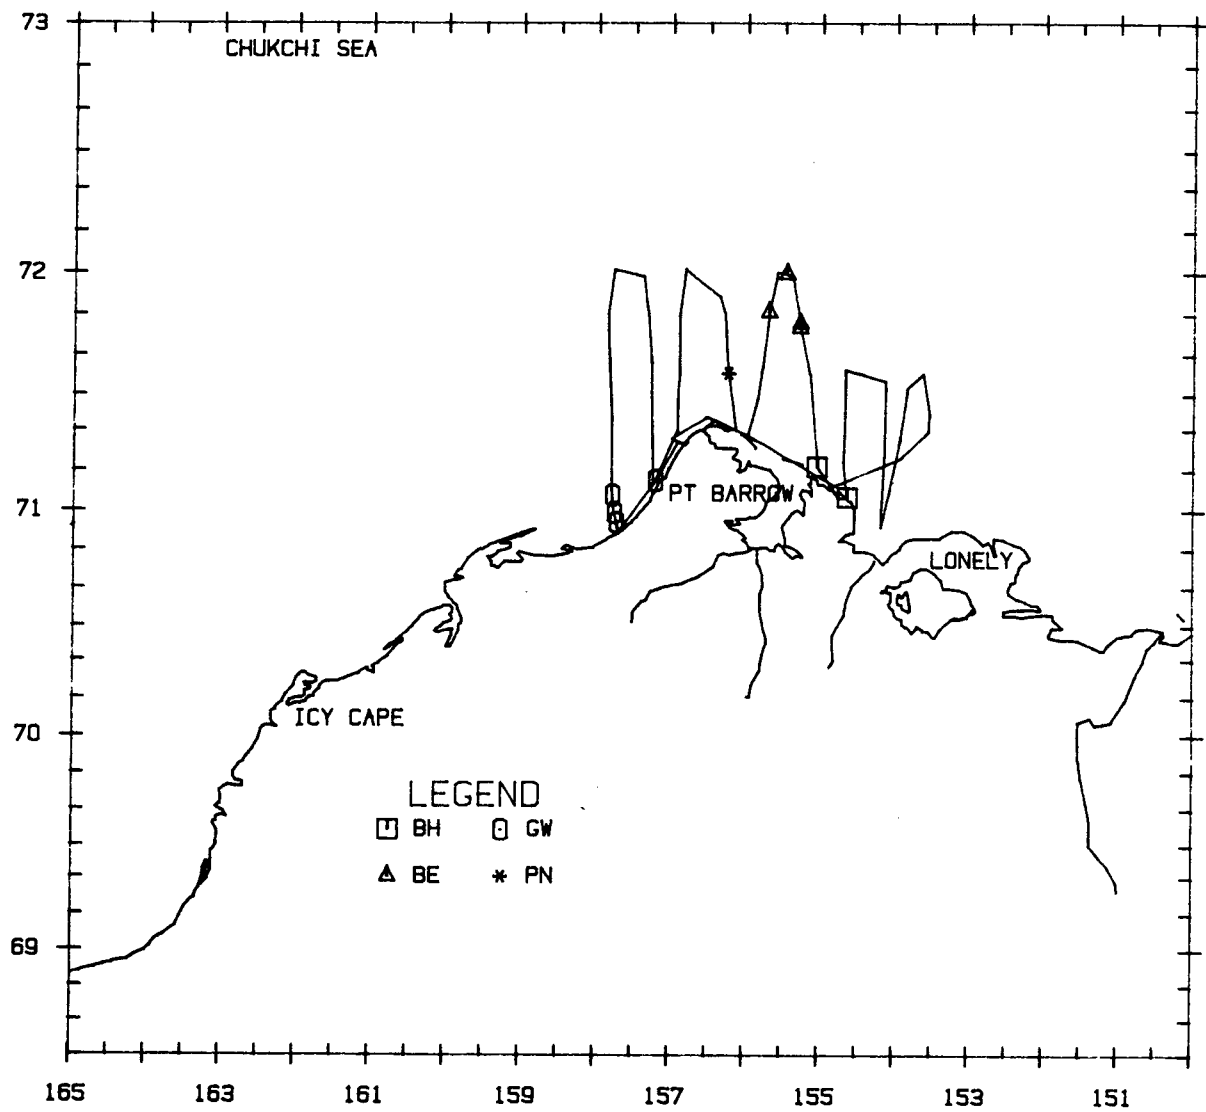 73
CHUKCHI SEA
72
71
PT BARROW
LONELY
ICY CAPE
70
LEGEND
BH GW
BE PN
69
165 163 161 159 157 155 153 151